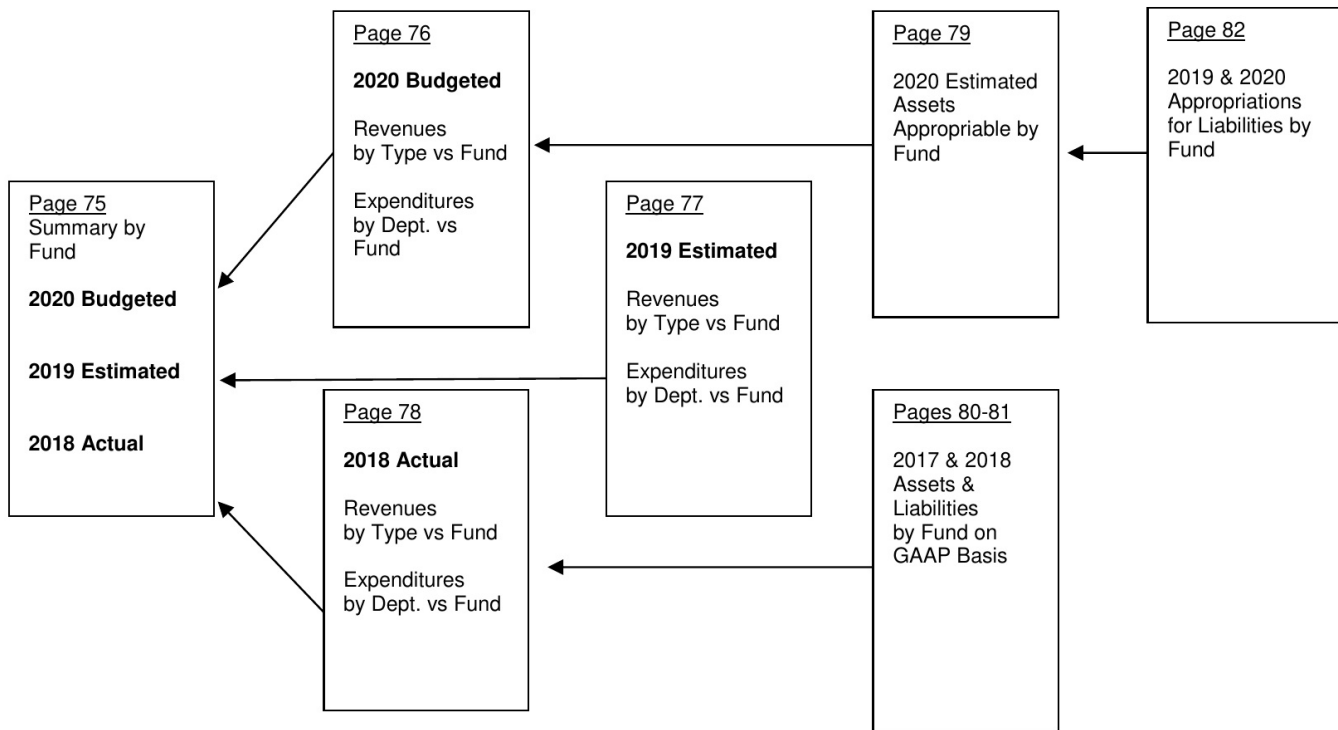 Page 75
Summary by
Fund
2020 Budgeted
2019 Estimated
2018 Actual
Page 76
2020 Budgeted
Revenues
by Type vs Fund
Expenditures
by Dept. vs
Fund
Page 78
2018 Actual
Revenues
by Type vs Fund
Expenditures
by Dept. vs Fund
Page 77
2019 Estimated
Revenues
by Type vs Fund
Expenditures
by Dept. vs Fund
Page 79
2020 Estimated
Assets
Appropriable by
Fund
Pages 80-81
2017 & 2018
Assets &
Liabilities
by Fund on
GAAP Basis
Page 82
2019 & 2020
Appropriations
for Liabilities by
Fund